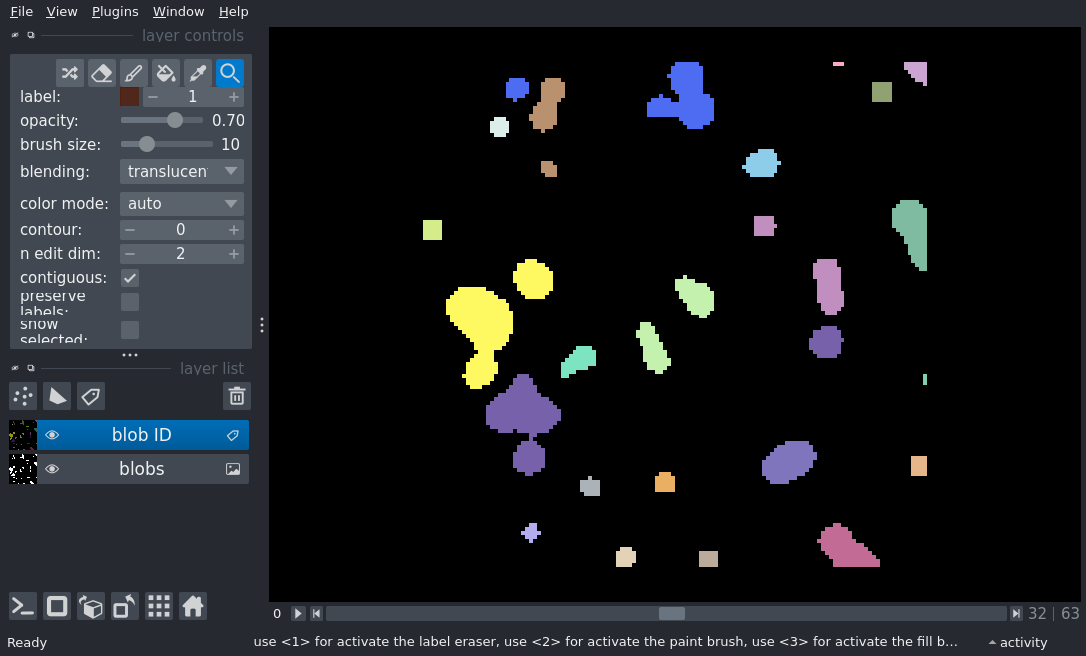 File View Plugins Window Help
layer controls
label: 1
opacity: 0.70
brush size: 10
blending: translucen
color mode: auto
contour: 0
n edit dim: 2
contiguous:
preserve
labels:
show
selected:
layer list
blob ID
blobs
0 32 63
Ready use <1> for activate the label eraser, use <2> for activate the paint brush, use <3> for activate the fill b... activity